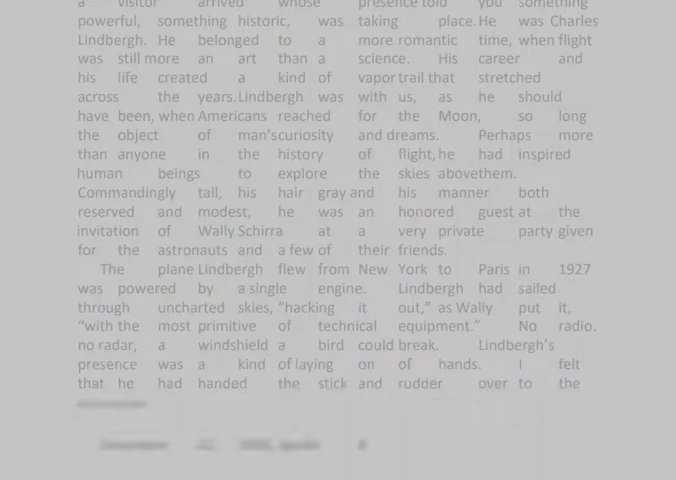 a visitor arrived whose presence told you something
powerful, something historic, was taking place. He was Charles
Lindbergh. He belonged to a more romantic time, when flight
was still more an art than a science. His career and
his life created a kind of vapor trail that stretched
across the years. Lindbergh was with us, as he should
have been, when Americans reached for the Moon, so long
the object of man's curiosity and dreams. Perhaps more
than anyone in the history of flight, he had inspired
human beings to explore the skies above them.
Commandingly tall, his hair gray and his manner both
reserved and modest, he was an honored guest at the
invitation of Wally Schirra at a very private party given
for the astronauts and a few of their friends.
The plane Lindbergh flew from New York to Paris in 1927
was powered by a single engine. Lindbergh had sailed
through uncharted skies, “hacking it out,” as Wally put it,
“with the most primitive of technical equipment.” No radio.
no radar, a windshield a bird could break. Lindbergh’s
presence was a kind of laying on of hands. I felt
that he had handed the stick and rudder over to the